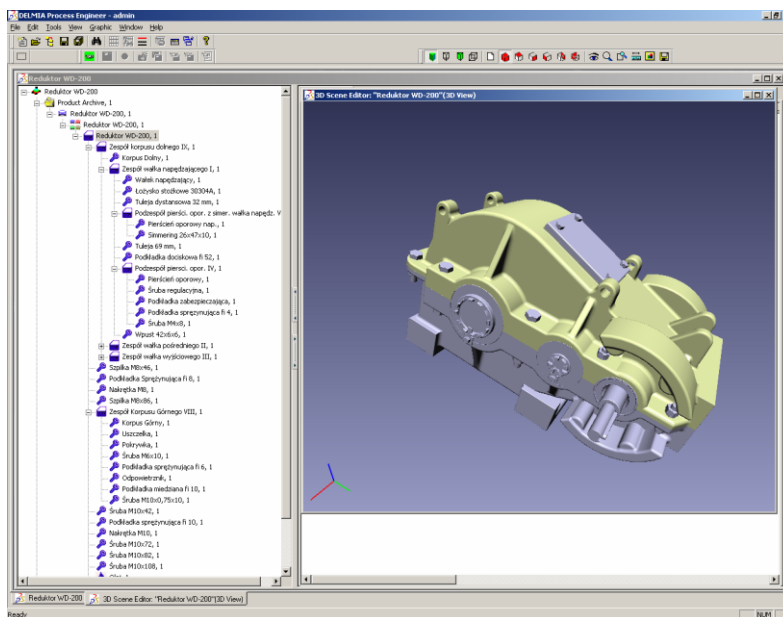 DELMIA Process Engineer - admin
File Edit Tools View Graphic Window Help
Reduktor WD-200
Reduktor WD-200
Product Archive, 1
Reduktor WD-200, 1
Reduktor WD-200, 1
Reduktor WD-200, 1
Zespół korpusu dolnego IX, 1
Korpus Dolny, 1
Zespół wałka napędzającego I, 1
Wałek napędzający, 1
Łożysko stożkowe 30304A, 1
Tuleja dystansowa 32 mm, 1
Podzespół pierści. opor. z simer. wałka napędz. V
Pierścień oporowy nap., 1
Simmering 26x47x10, 1
Tuleja 69 mm, 1
Podkładka dociskowa fi 52, 1
Podzespół piersci. opor. IV, 1
Pierścień oporowy, 1
Śruba regulacyjna, 1
Podkładka zabezpieczająca, 1
Podkładka sprężynująca fi 4, 1
Śruba M4x8, 1
Wpust 42x6x6, 1
Zespół wałka pośredniego II, 1
Zespół wałka wyjściowego III, 1
Szpilka M8x46, 1
Podkładka Sprężynująca fi 8, 1
Nakrętka M8, 1
Szpilka M8x86, 1
Zespół Korpusu Górnego VIII, 1
Korpus Górny, 1
Uszczelka, 1
Pokrywka, 1
Śruba M6x10, 1
Podkładka sprężynująca fi 6, 1
Odpowietrznik, 1
Podkładka miedziana fi 10, 1
Śruba M10x0,75x10, 1
Śruba M10x42, 1
Podkładka sprężynująca fi 10, 1
Nakrętka M10, 1
Śruba M10x72, 1
Śruba M10x82, 1
Śruba M10x108, 1
3D Scene Editor: "Reduktor WD-200"(3D View)
Reduktor WD-200
3D Scene Editor: "Reduktor WD-200"(3D View)
Ready
NUM